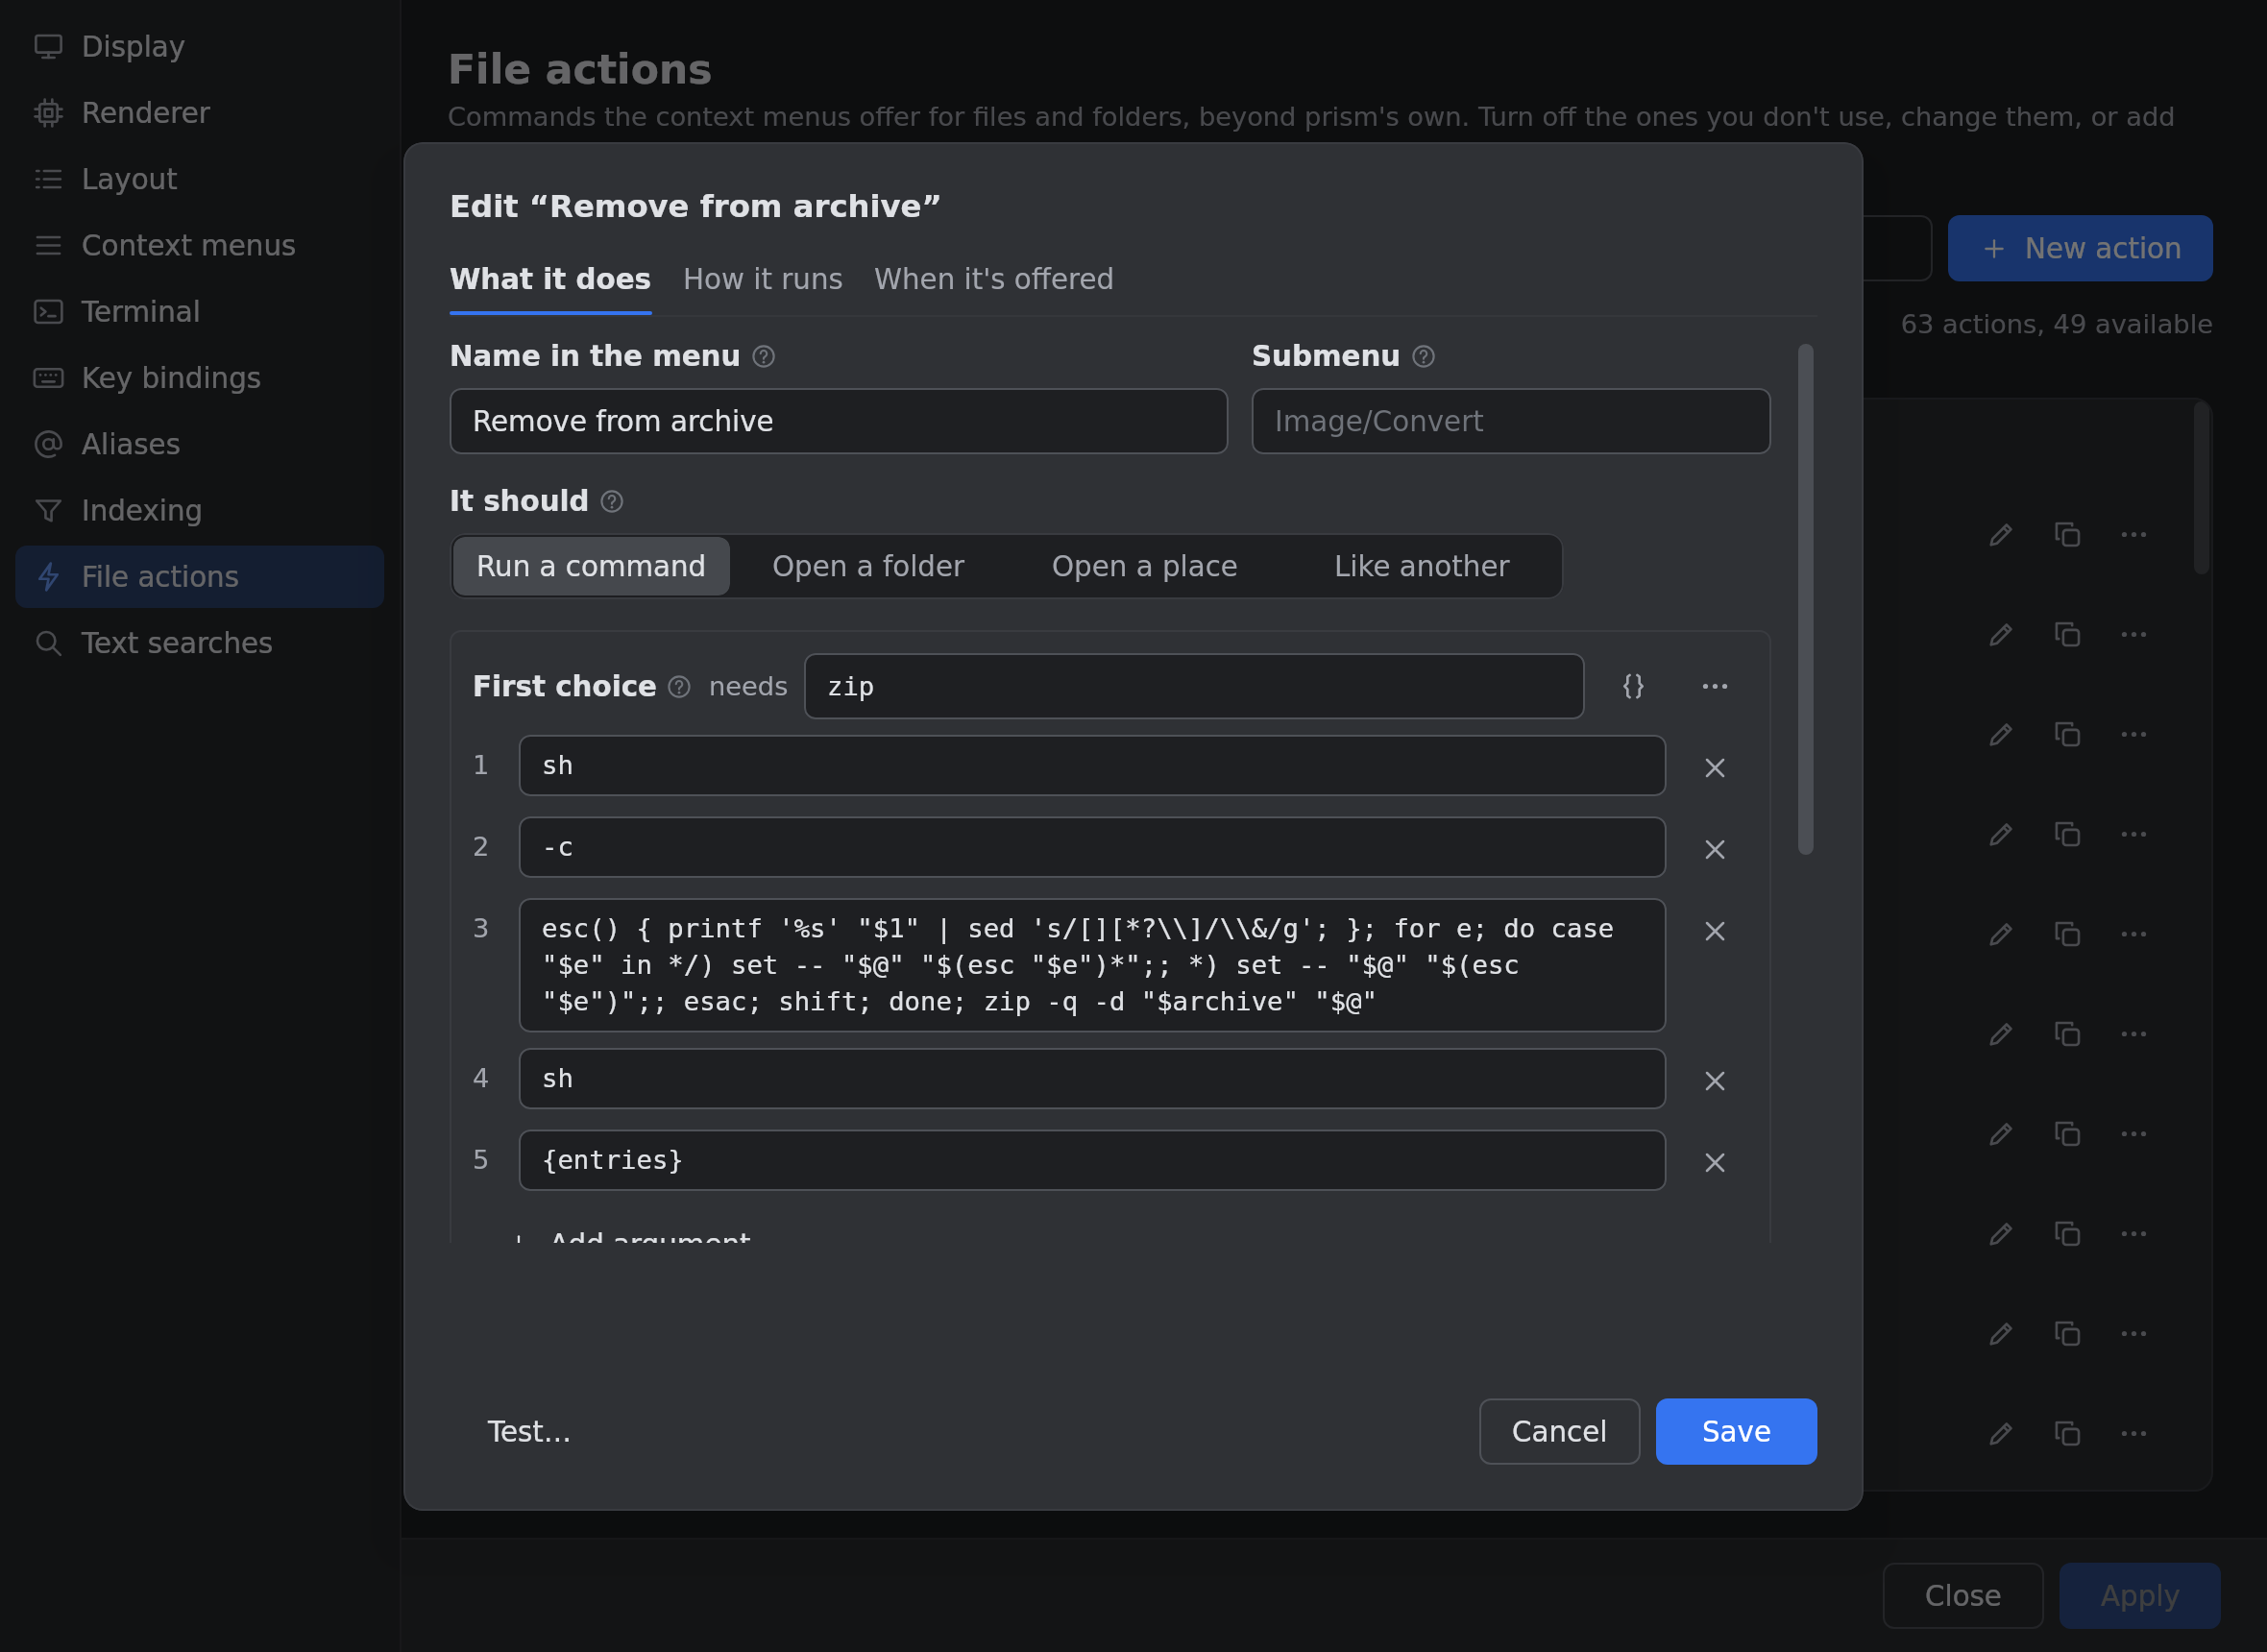 Display
Renderer
Layout
Context menus
Terminal
Key bindings
Aliases
Indexing
File actions
Text searches
File actions
Commands the context menus offer for files and folders, beyond prism's own. Turn off the ones you don't use, change them, or add
New action
63 actions, 49 available
Edit “Remove from archive”
What it does How it runs When it's offered
Name in the menu Submenu
Remove from archive Image/Convert
It should
Run a command Open a folder Open a place Like another
First choice needs zip {}
1 sh
2 -c
3 esc() { printf '%s' "$1" | sed 's/[][*?\\]/\\&/g'; }; for e; do case
"$e" in */) set -- "$@" "$(esc "$e")*";; *) set -- "$@" "$(esc
"$e")";; esac; shift; done; zip -q -d "$archive" "$@"
4 sh
5 {entries}
Add argument
Test...
Cancel Save
Close Apply